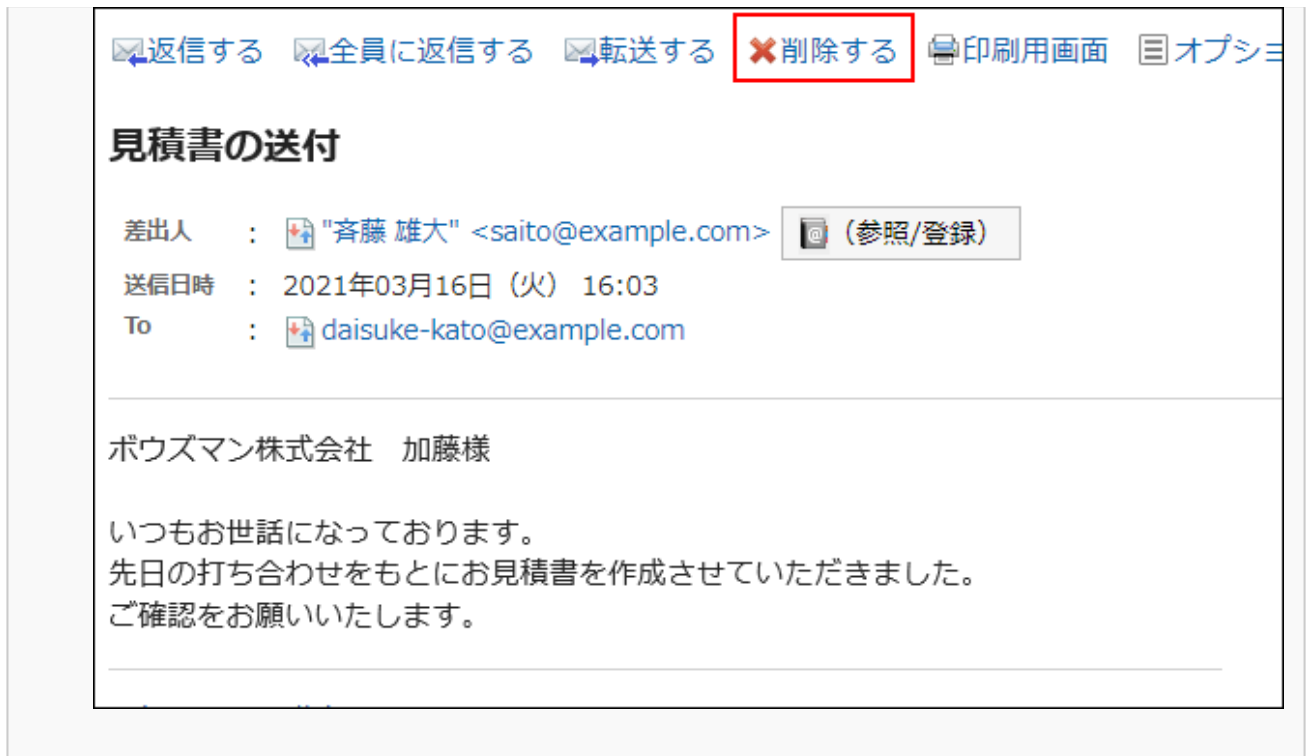 返信する 全員に返信する 転送する 削除する 印刷用画面 オプショ
見積書の送付
差出人 : "斉藤 雄大" <saito@example.com> （参照/登録）
送信日時 : 2021年03月16日（火） 16:03
To : daisuke-kato@example.com
ボウズマン株式会社　加藤様
いつもお世話になっております。
先日の打ち合わせをもとにお見積書を作成させていただきました。
ご確認をお願いいたします。